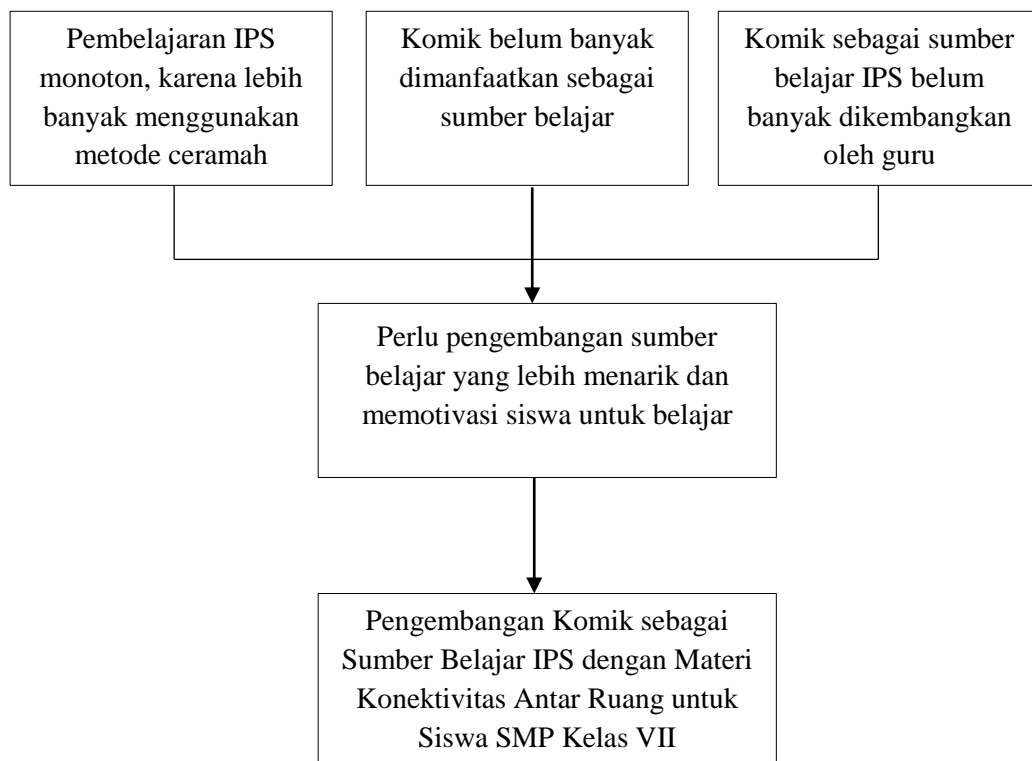 Pembelajaran IPS
monoton, karena lebih
banyak menggunakan
metode ceramah
Komik belum banyak
dimanfaatkan sebagai
sumber belajar
Komik sebagai sumber
belajar IPS belum
banyak dikembangkan
oleh guru
Perlu pengembangan sumber
belajar yang lebih menarik dan
memotivasi siswa untuk belajar
Pengembangan Komik sebagai
Sumber Belajar IPS dengan Materi
Konektivitas Antar Ruang untuk
Siswa SMP Kelas VII